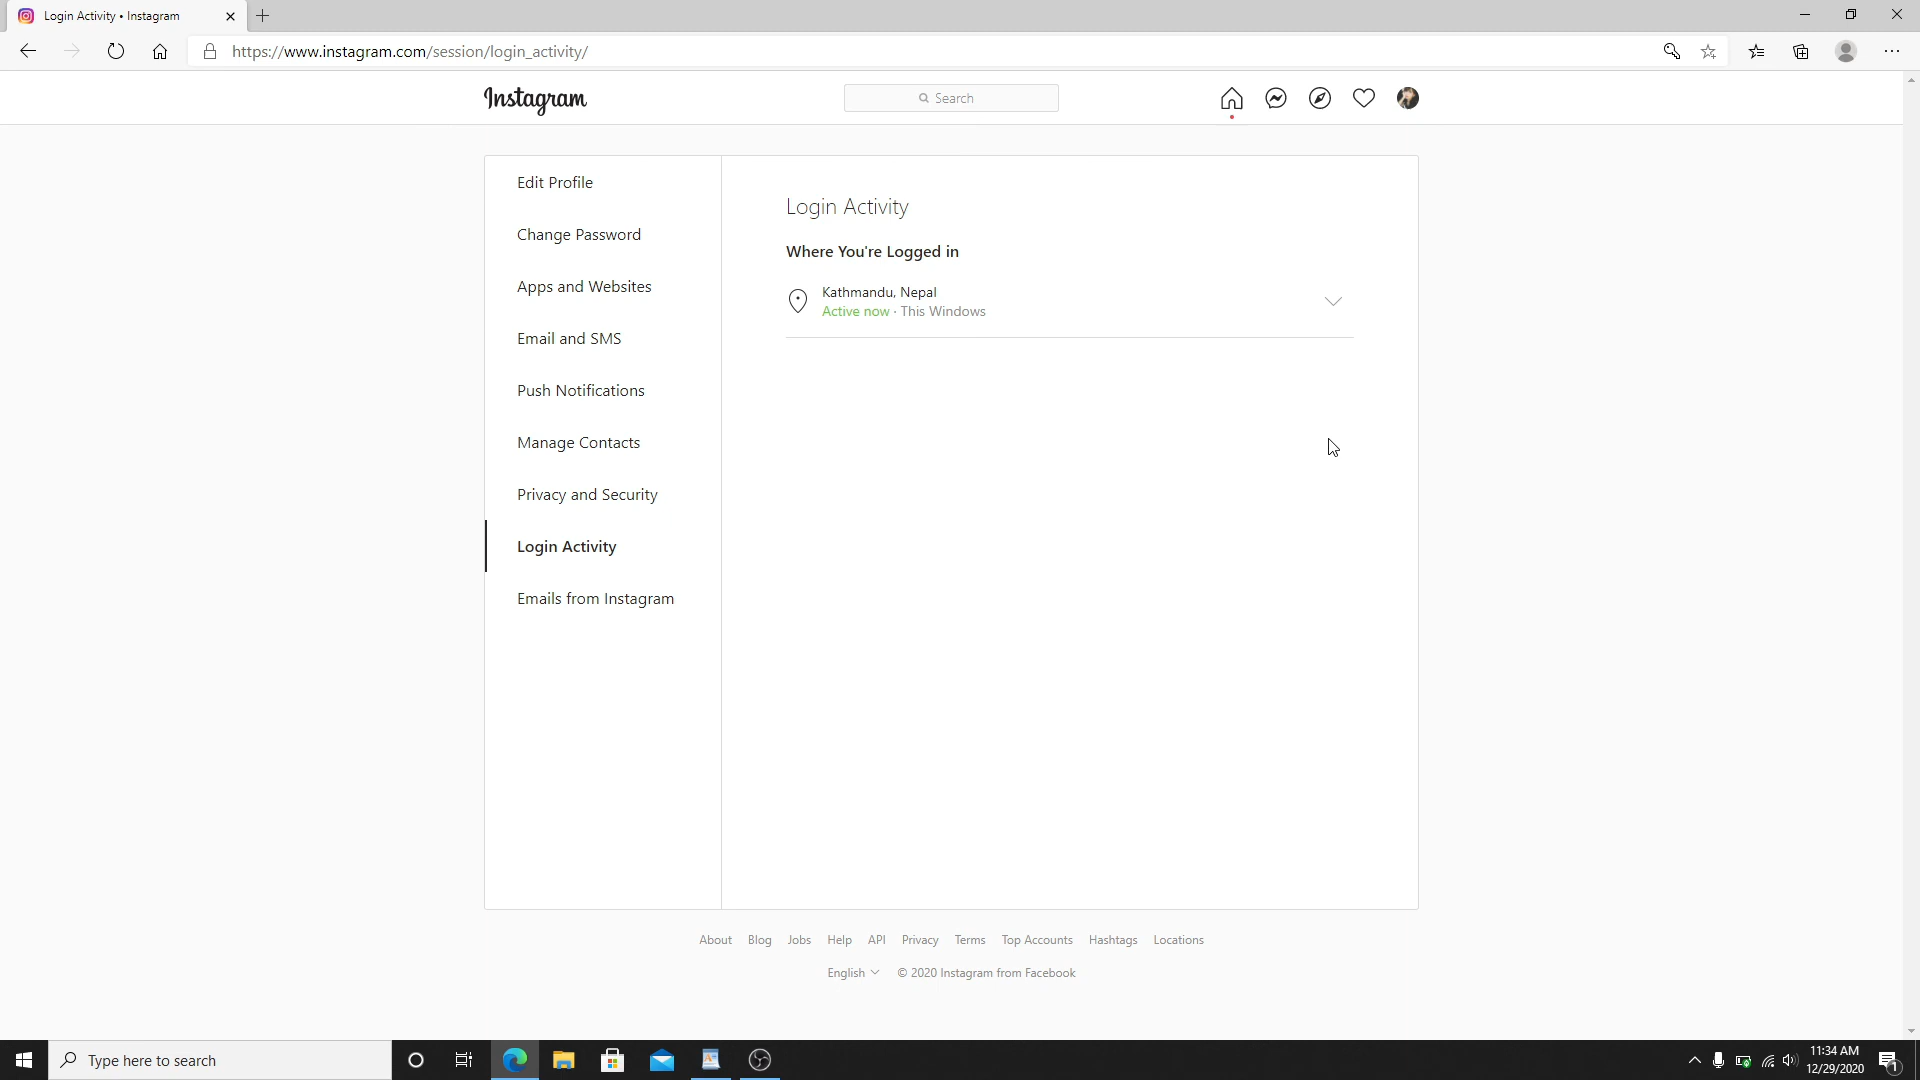 Login Activity • Instagram
https://www.instagram.com/session/login_activity/
Instagram
Search
Edit Profile
Change Password
Apps and Websites
Email and SMS
Push Notifications
Manage Contacts
Privacy and Security
Login Activity
Emails from Instagram
Login Activity
Where You're Logged in
Kathmandu, Nepal
Active now · This Windows
About Blog Jobs Help API Privacy Terms Top Accounts Hashtags Locations
English © 2020 Instagram from Facebook
Type here to search
11:34 AM
12/29/2020
1